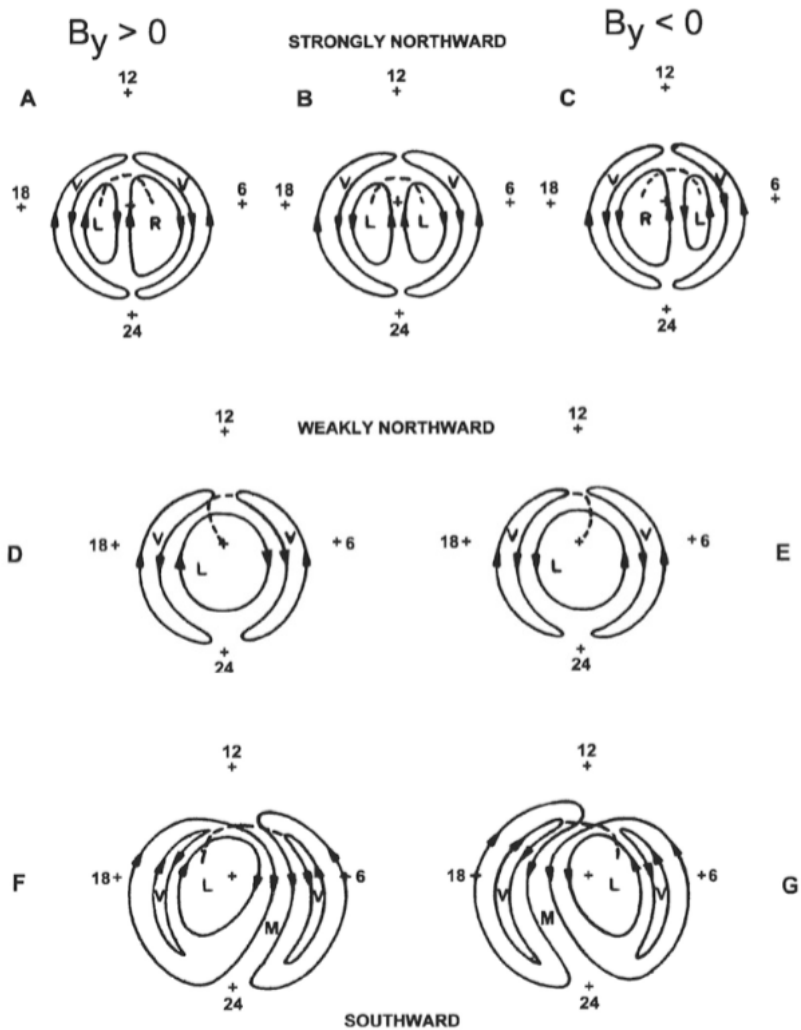 By > 0
STRONGLY NORTHWARD
By < 0
A
12
+
B
12
+
C
12
+
18
+
V
V
6
+
18
+
V
V
6
+
18
+
V
V
6
+
L
+
R
L
+
L
R
+
L
+
24
+
24
+
24
12
+
WEAKLY NORTHWARD
12
+
D
18+
V
+
V
+6
L
18+
V
+
V
+6
L
E
+
24
+
24
12
+
12
+
F
18+
V
L
+
V
+6
M
18+
V
+
L
V
+6
M
G
+
24
+
24
SOUTHWARD